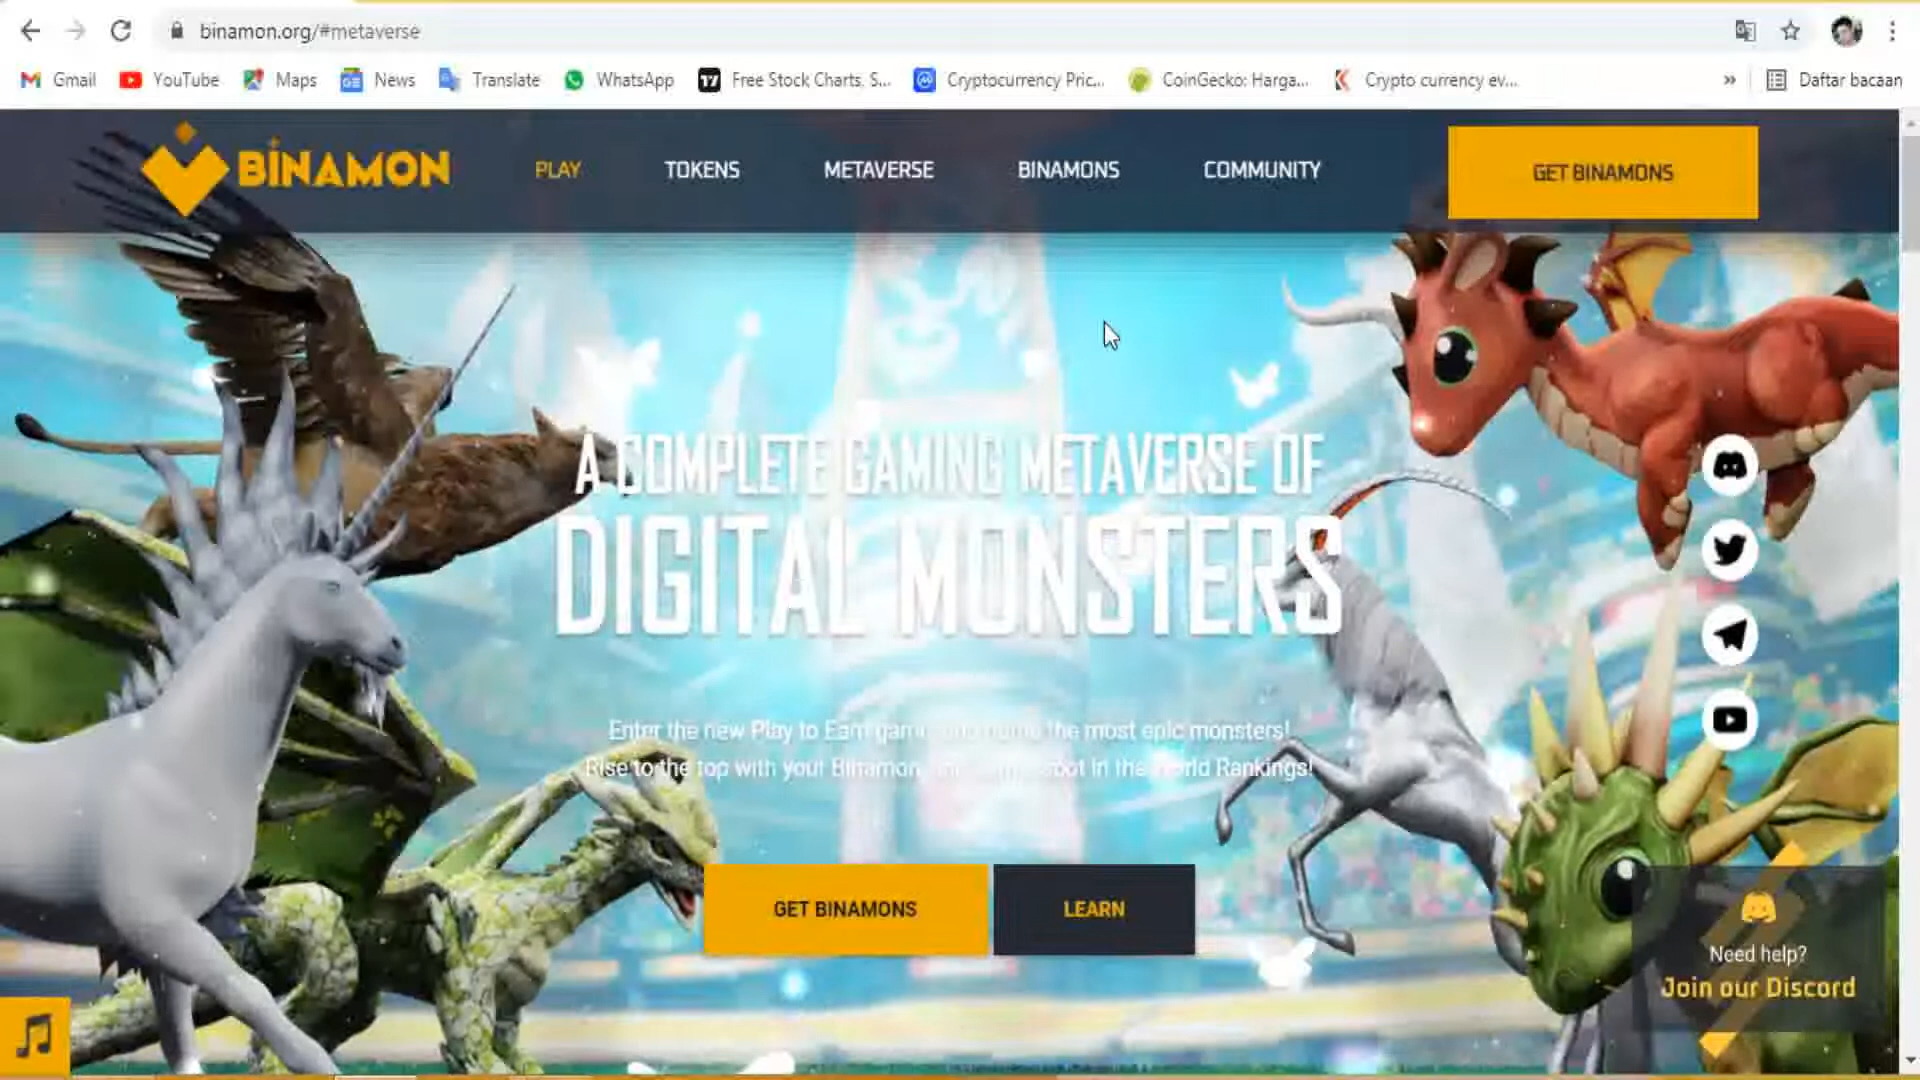 binamon.org/#metaverse
Gmail YouTube Maps News Translate WhatsApp Free Stock Charts, S... Cryptocurrency Pric... CoinGecko: Harga... Crypto currency ev... » Daftar bacaan
BINAMON PLAY TOKENS METAVERSE BINAMONS COMMUNITY GET BINAMONS
A COMPLETE GAMING METAVERSE OF
DIGITAL MONSTERS
Enter the new Play to Earn game the most epic monsters!
Rise to the top with your Binamon in the World Rankings!
GET BINAMONS LEARN
Need help?
Join our Discord